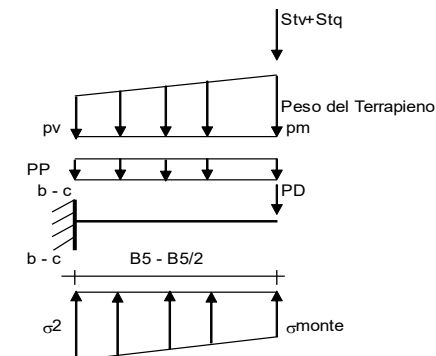 Stv+Stq
Peso del Terrapieno
pv pm
PP
b - c PD
b - c B5 - B5/2
σ2 σmonte